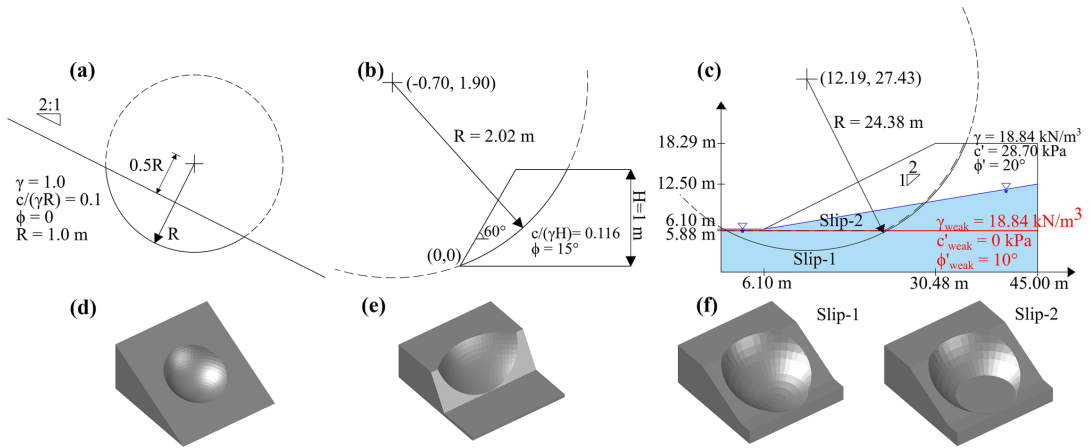 (a)
2:1
0.5R
R
γ = 1.0
c/(γR) = 0.1
ϕ = 0
R = 1.0 m
(b)
(-0.70, 1.90)
R = 2.02 m
60°
(0,0)
c/(γH)= 0.116
ϕ = 15°
H=1 m
(c)
(12.19, 27.43)
R = 24.38 m
18.29 m
12.50 m
6.10 m
5.88 m
γ = 18.84 kN/m³
c' = 28.70 kPa
ϕ' = 20°
2
1
Slip-2
Slip-1
γweak = 18.84 kN/m³
c'weak = 0 kPa
ϕ'weak = 10°
6.10 m
30.48 m
45.00 m
(d)
(e)
(f)
Slip-1
Slip-2